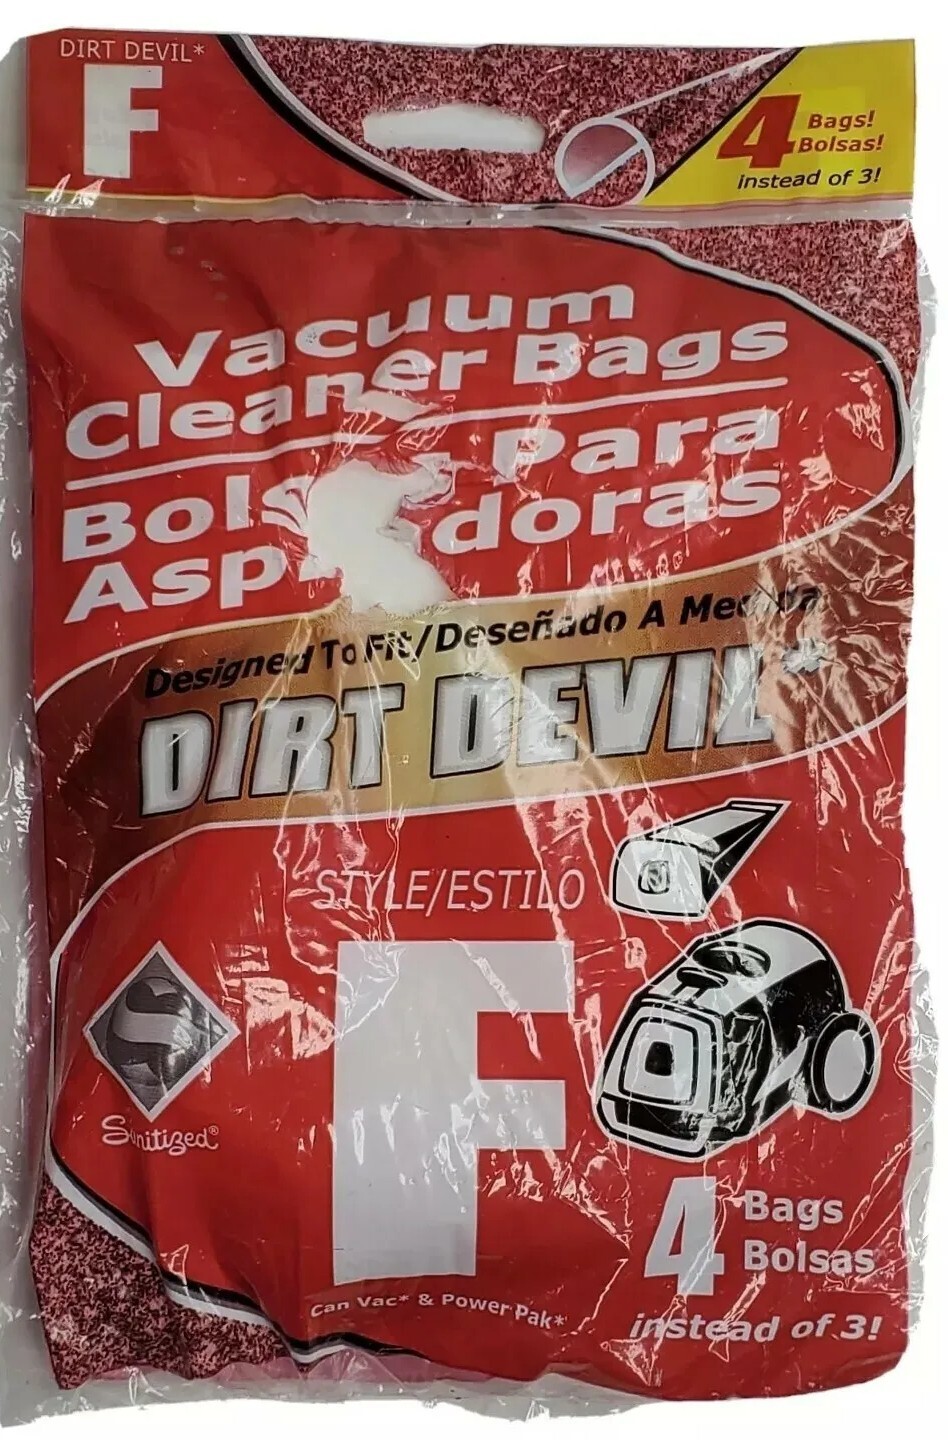 DIRT DEVIL*
F
4 Bags!
Bolsas!
instead of 3!
Vacuum
Cleaner Bags
Para
Designed To Fit/Deseñado A Medida
DIRT DEVIL*
STYLE/ESTILO
F
S
Sanitized®
4 Bags
Bolsas
instead of 3!
Can Vac* & Power Pak*